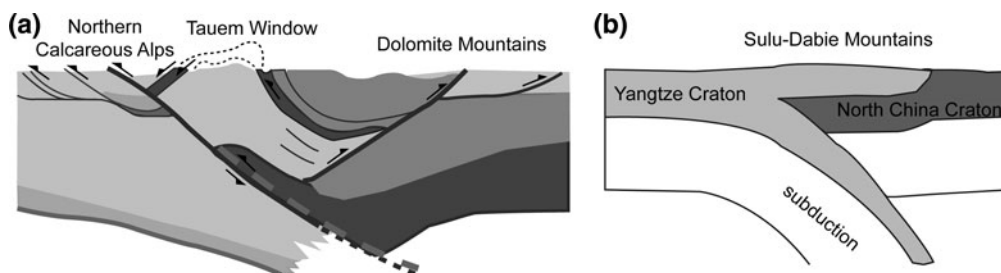 (a)
Northern
Calcareous Alps
Tauem Window
Dolomite Mountains
(b)
Sulu-Dabie Mountains
Yangtze Craton
North China Craton
subduction